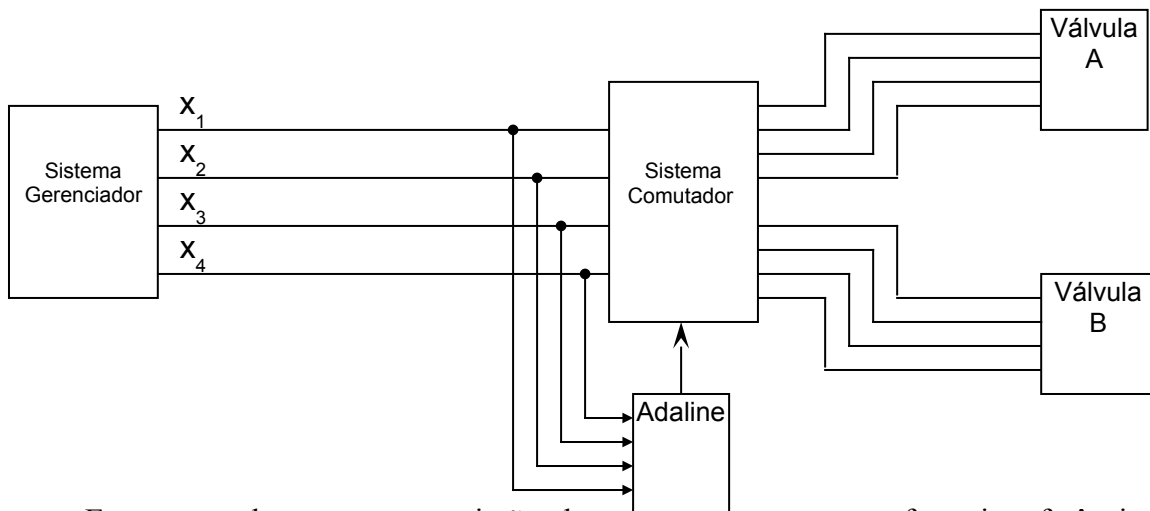 Sistema
Gerenciador
x1
x2
x3
x4
Sistema
Comutador
Válvula
A
Válvula
B
Adaline